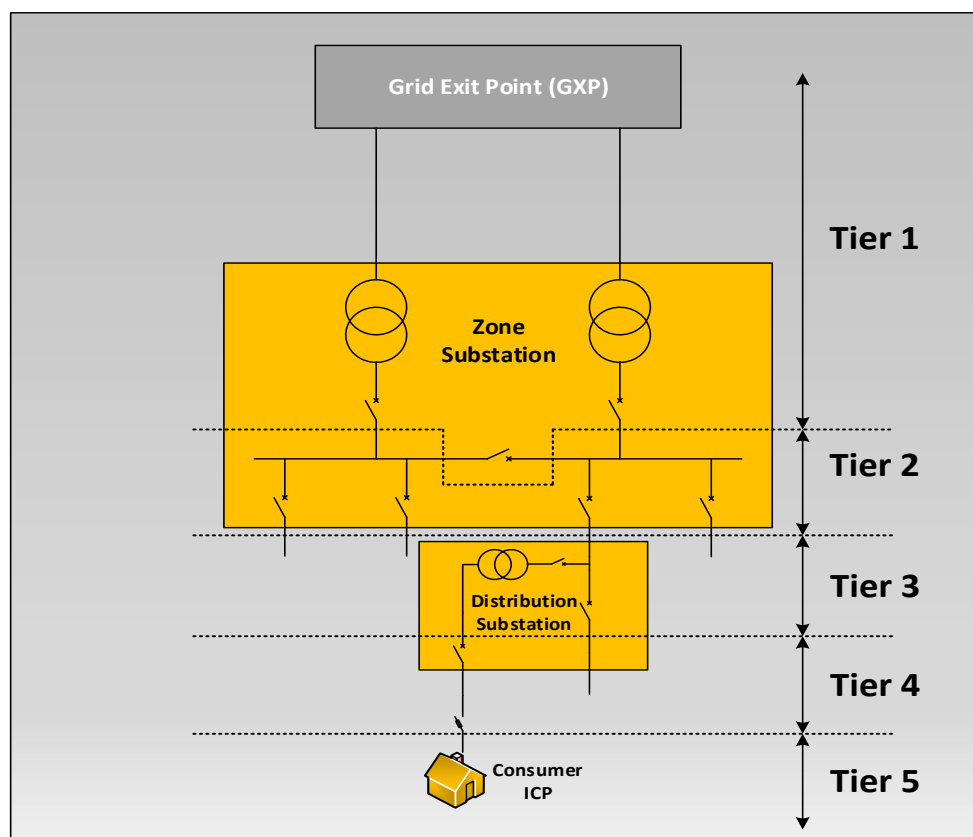 Grid Exit Point (GXP)
Tier 1
Zone
Substation
Tier 2
Tier 3
Distribution
Substation
Tier 4
Consumer
ICP
Tier 5